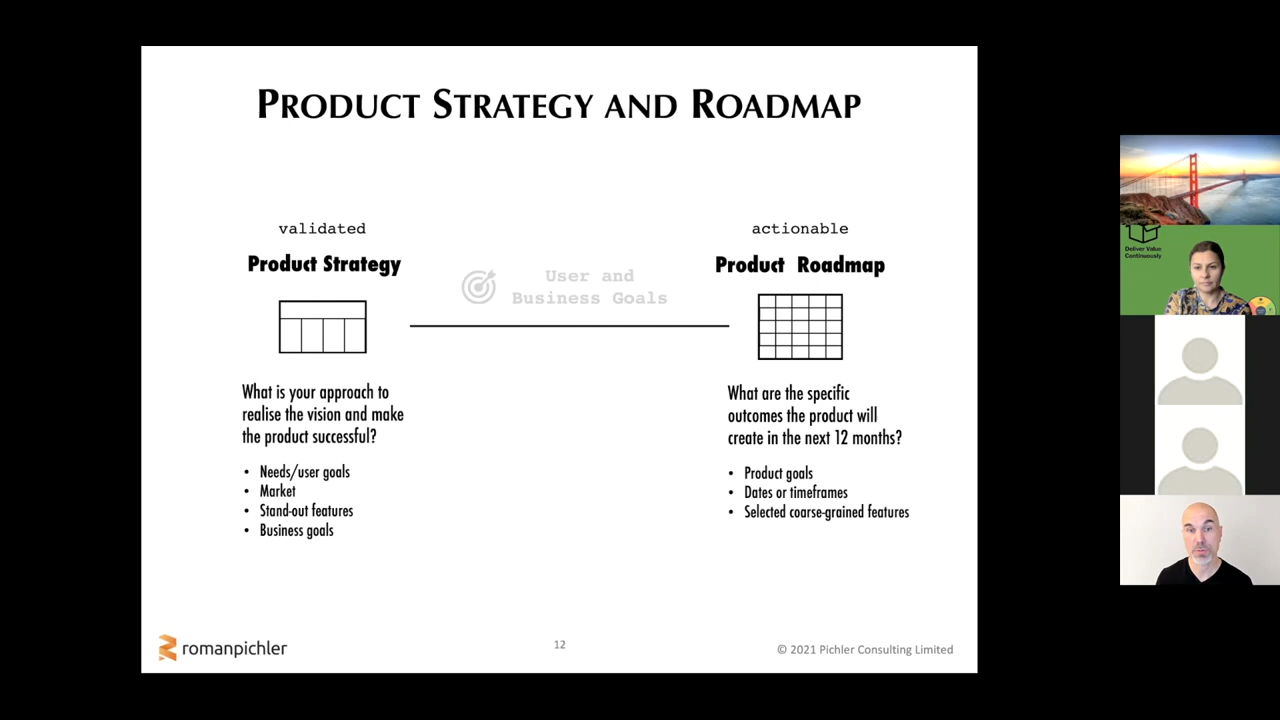 PRODUCT STRATEGY AND ROADMAP
validated
Product Strategy
What is your approach to
realise the vision and make
the product successful?
• Needs/user goals
• Market
• Stand-out features
• Business goals
User and
Business Goals
actionable
Product Roadmap
What are the specific
outcomes the product will
create in the next 12 months?
• Product goals
• Dates or timeframes
• Selected coarse-grained features
romanpichler
12
© 2021 Pichler Consulting Limited
Deliver Value
Continuously